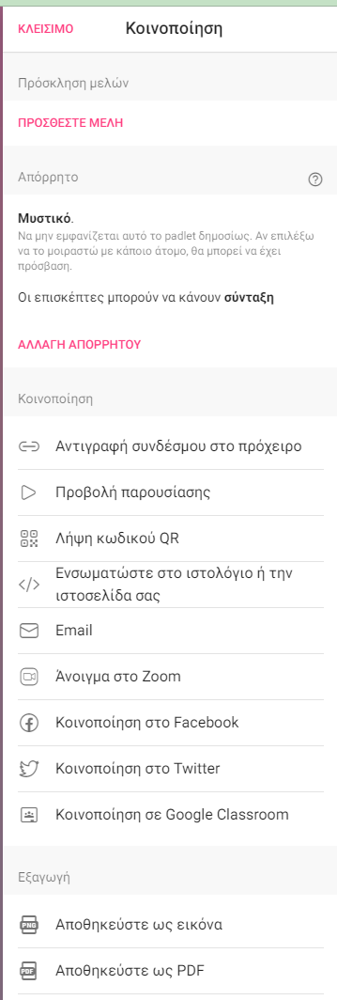 ΚΛΕΙΣΙΜΟ Κοινοποίηση
Πρόσκληση μελών
ΠΡΟΣΘΕΣΤΕ ΜΕΛΗ
Απόρρητο
Μυστικό.
Να μην εμφανίζεται αυτό το padlet δημοσίως. Αν επιλέξω
να το μοιραστώ με κάποιο άτομο, θα μπορεί να έχει
πρόσβαση.
Οι επισκέπτες μπορούν να κάνουν σύνταξη
ΑΛΛΑΓΗ ΑΠΟΡΡΗΤΟΥ
Κοινοποίηση
Αντιγραφή συνδέσμου στο πρόχειρο
Προβολή παρουσίασης
Λήψη κωδικού QR
Ενσωματώστε στο ιστολόγιο ή την
ιστοσελίδα σας
Email
Άνοιγμα στο Zoom
Κοινοποίηση στο Facebook
Κοινοποίηση στο Twitter
Κοινοποίηση σε Google Classroom
Εξαγωγή
PNG Αποθηκεύστε ως εικόνα
PDF Αποθηκεύστε ως PDF